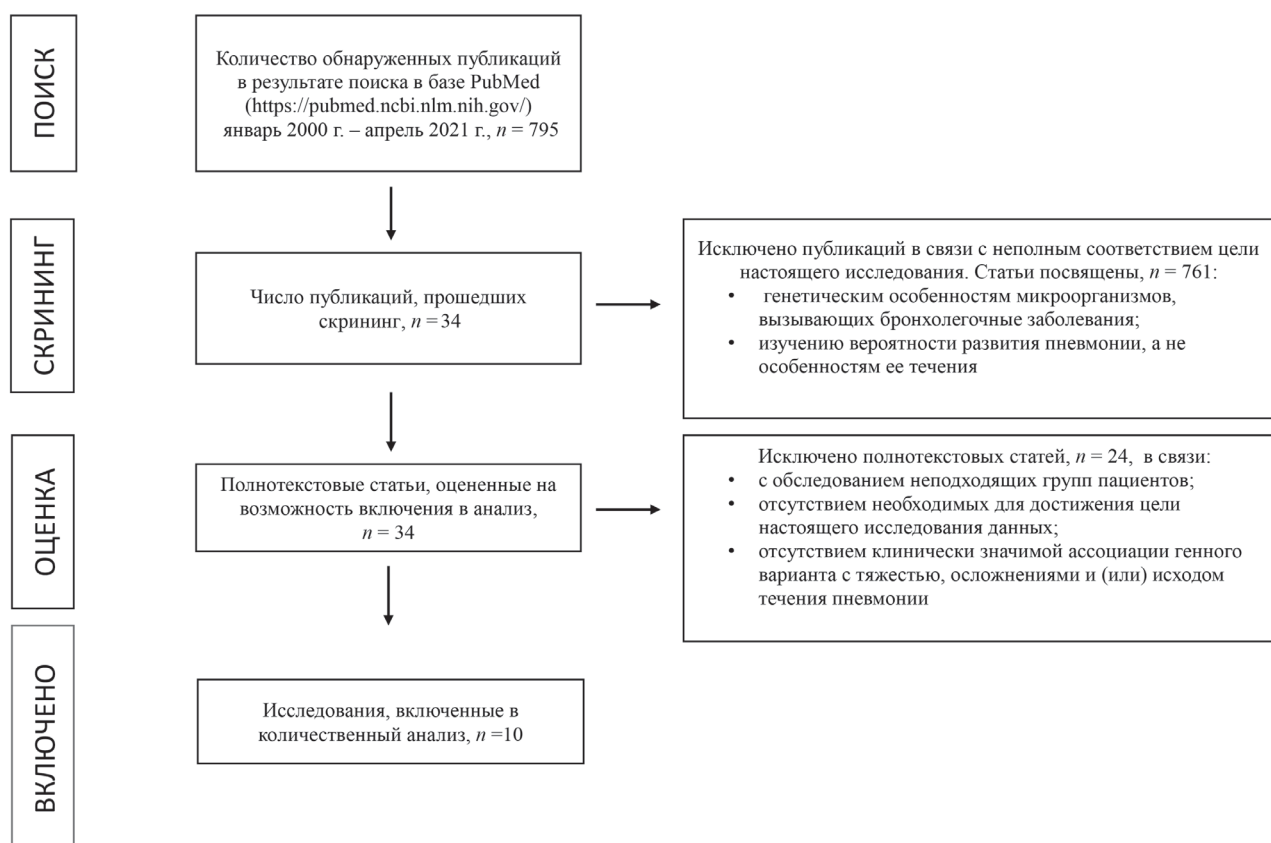 ПОИСК
Количество обнаруженных публикаций
в результате поиска в базе PubMed
(https://pubmed.ncbi.nlm.nih.gov/)
январь 2000 г. – апрель 2021 г., n = 795
СКРИНИНГ
Число публикаций, прошедших
скрининг, n = 34
Исключено публикаций в связи с неполным соответствием цели
настоящего исследования. Статьи посвящены, n = 761:
• генетическим особенностям микроорганизмов,
вызывающих бронхолегочные заболевания;
• изучению вероятности развития пневмонии, а не
особенностям ее течения
ОЦЕНКА
Полнотекстовые статьи, оцененные на
возможность включения в анализ,
n = 34
Исключено полнотекстовых статей, n = 24, в связи:
• с обследованием неподходящих групп пациентов;
• отсутствием необходимых для достижения цели
настоящего исследования данных;
• отсутствием клинически значимой ассоциации генного
варианта с тяжестью, осложнениями и (или) исходом
течения пневмонии
ВКЛЮЧЕНО
Исследования, включенные в
количественный анализ, n =10